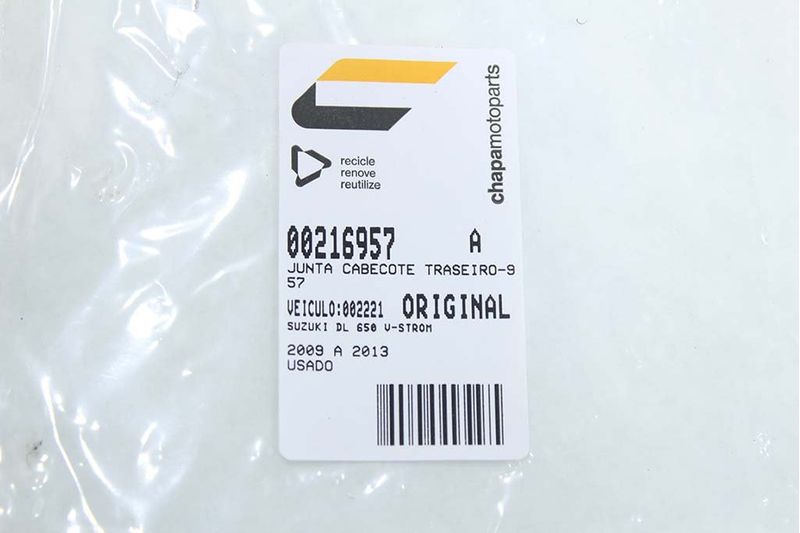 chapamotoparts
recicle
renove
reutilize
00216957 A
JUNTA CABECOTE TRASEIRO-9
57
VEICULO:002221 ORIGINAL
SUZUKI DL 650 V-STROM
2009 A 2013
USADO